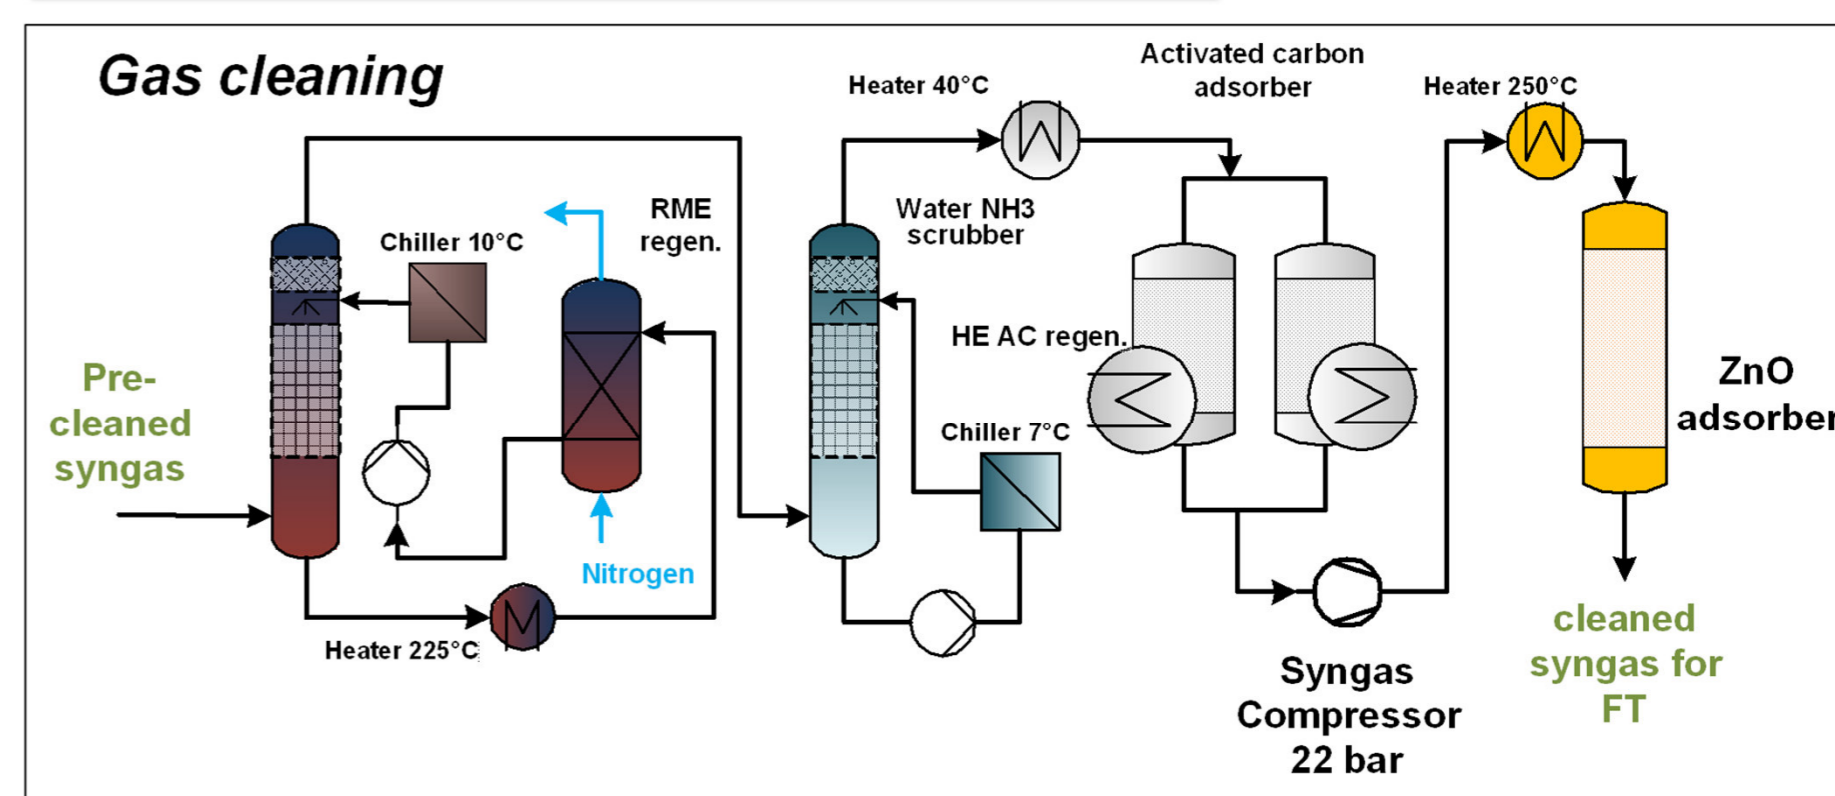 Gas cleaning
Pre-
cleaned
syngas
Chiller 10°C
RME
regen.
Nitrogen
Heater 225°C
Heater 40°C
Water NH3
scrubber
Chiller 7°C
Activated carbon
adsorber
HE AC regen.
Syngas
Compressor
22 bar
Heater 250°C
ZnO
adsorber
cleaned
syngas for
FT